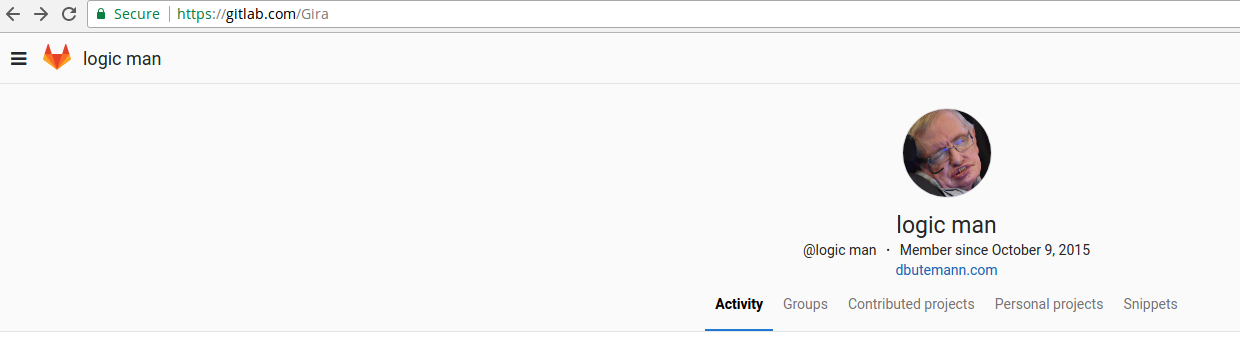 Secure https://gitlab.com/Gira
logic man
logic man
@logic man · Member since October 9, 2015
dbutemann.com
Activity Groups Contributed projects Personal projects Snippets